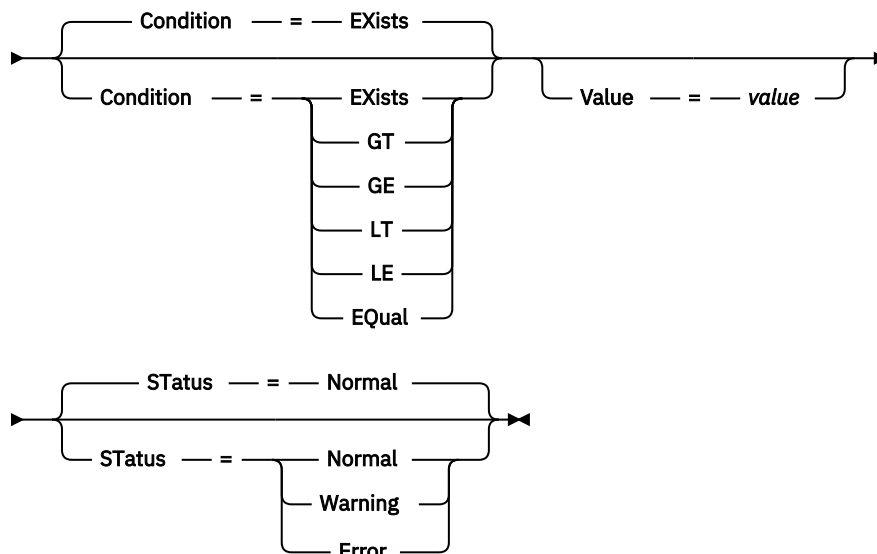 Condition = EXists
Condition = EXists Value = value
GT
GE
LT
LE
EQual
STatus = Normal
STatus = Normal
Warning
Error